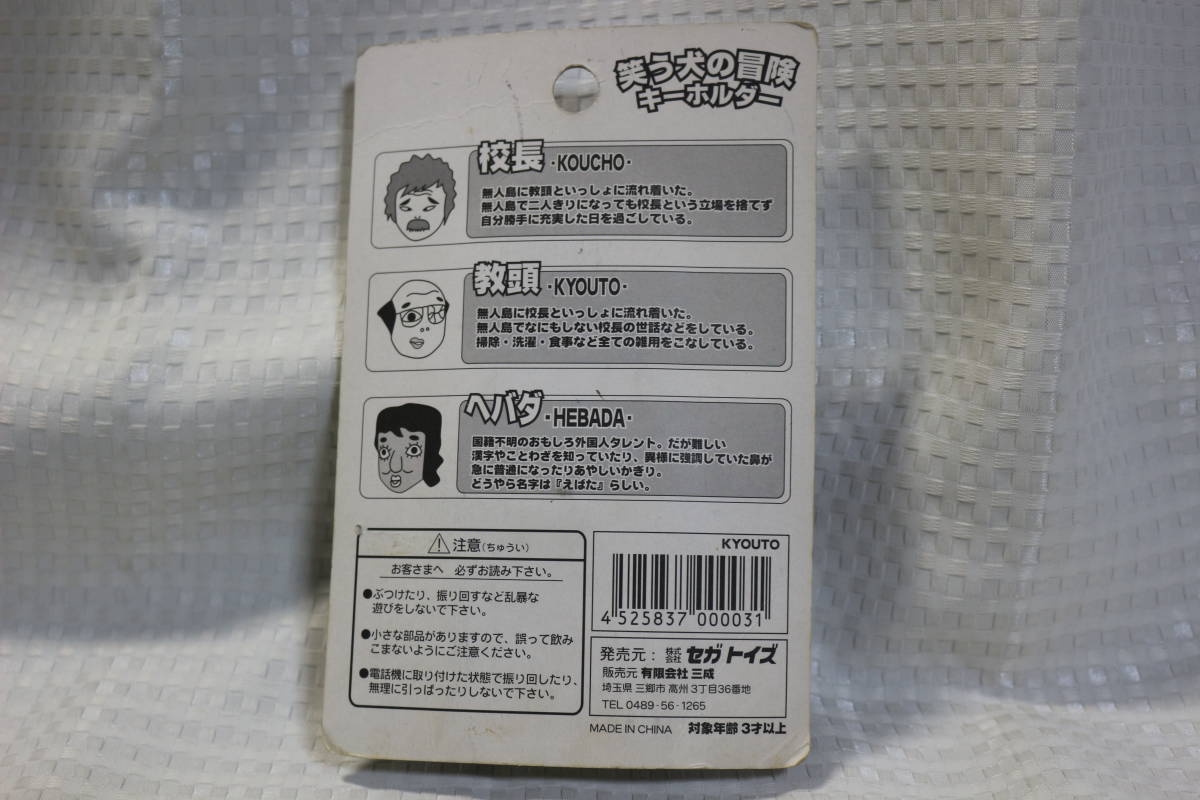 笑う犬の冒険
キーホルダー
校長 ·KOUCHO·
無人島に教頭といっしょに流れ着いた。
無人島で二人きりになっても校長という立場を捨てず
自分勝手に充実した日を過ごしている。
教頭 ·KYOUTO·
無人島に校長といっしょに流れ着いた。
無人島でなにもしない校長の世話などをしている。
掃除・洗濯・食事など全ての雑用をこなしている。
ヘバダ ·HEBADA·
国籍不明のおもしろ外国人タレント。だが難しい
漢字やことわざを知っていたり、異様に強調していた鼻が
急に普通になったりあやしいかぎり。
どうやら名字は『えばた』らしい。
注意(ちゅうい)
お客さまへ 必ずお読み下さい。
●ぶつけたり、振り回すなど乱暴な
遊びをしないで下さい。
●小さな部品がありますので、誤って飲み
こまないようにご注意ください。
●電話機に取り付けた状態で振り回したり、
無理に引っぱったりしないで下さい。
KYOUTO
4 525837 000031
発売元: 株式会社 セガトイズ
販売元 有限会社 三成
埼玉県 三郷市 高州 3丁目36番地
TEL 0489-56-1265
MADE IN CHINA 対象年齢 3才以上